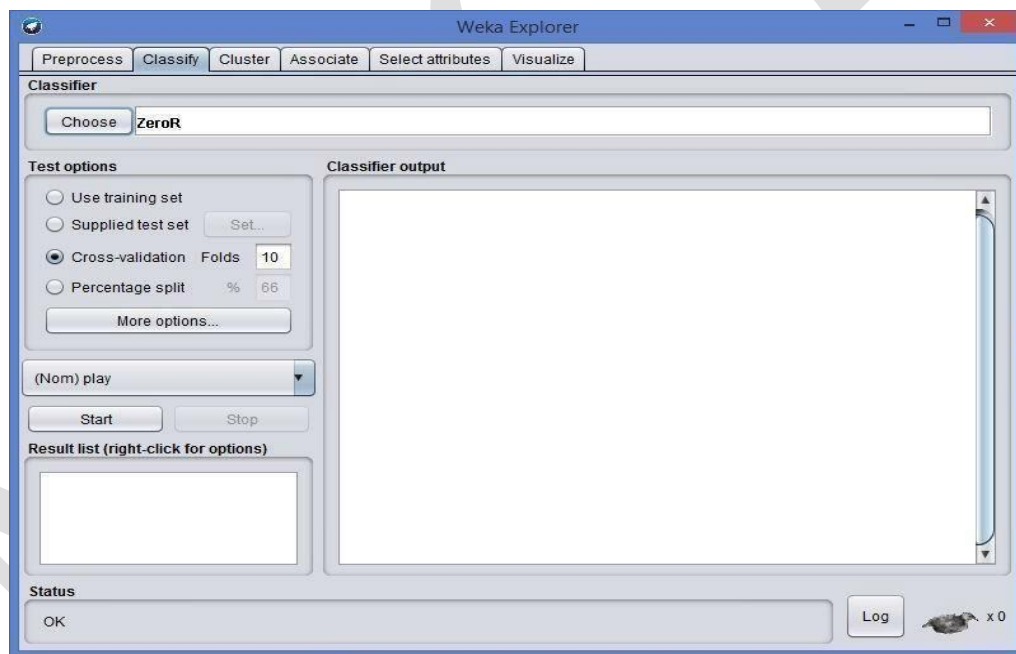 Weka Explorer
Preprocess Classify Cluster Associate Select attributes Visualize
Classifier
Choose ZeroR
Test options
Use training set
Supplied test set Set...
Cross-validation Folds 10
Percentage split % 66
More options...
(Nom) play
Start Stop
Result list (right-click for options)
Classifier output
Status
OK
Log
x 0